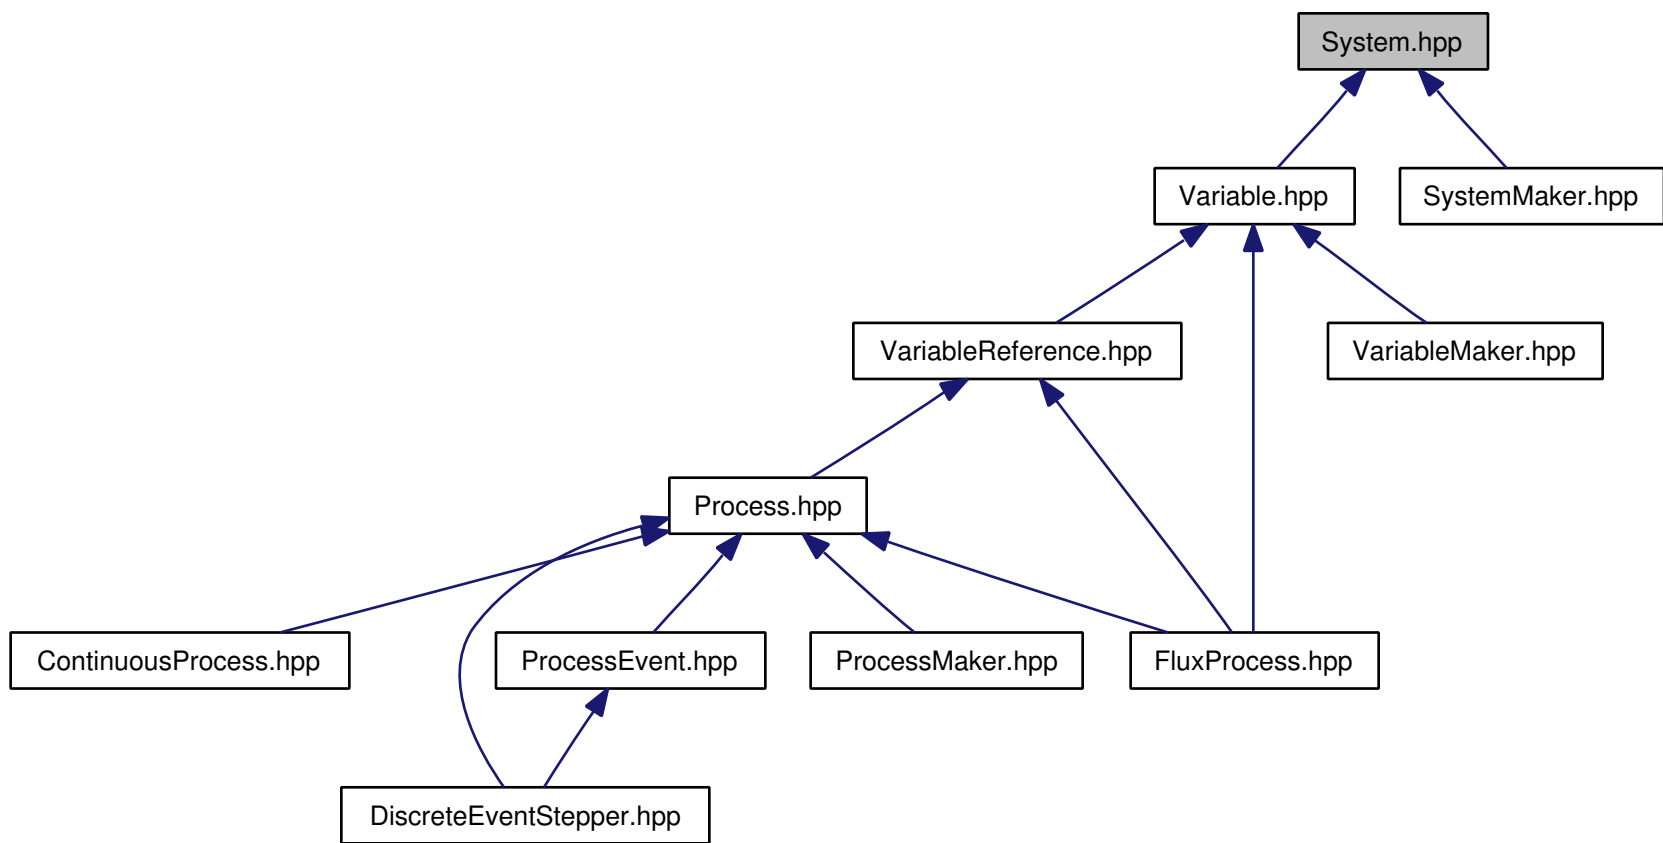 System.hpp
Variable.hpp
SystemMaker.hpp
VariableReference.hpp
VariableMaker.hpp
Process.hpp
ContinuousProcess.hpp
ProcessEvent.hpp
ProcessMaker.hpp
FluxProcess.hpp
DiscreteEventStepper.hpp